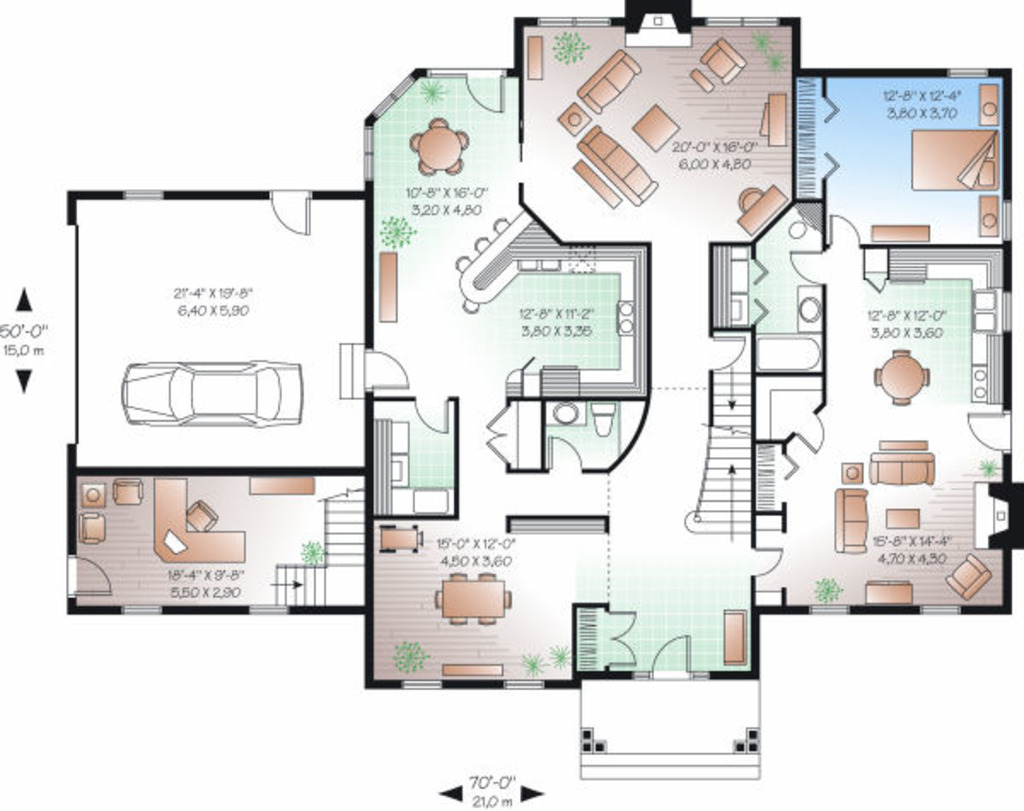 12'-8" X 12'-4"
3,80 X 3,70
20'-0" X 16'-0"
6,00 X 4,80
10'-8" X 16'-0"
3,20 X 4,80
21'-4" X 19'-8"
6,40 X 5,90
12'-8" X 11'-2"
3,80 X 3,35
12'-8" X 12'-0"
3,80 X 3,60
50'-0"
15,0 m
15'-0" X 12'-0"
4,50 X 3,60
15'-8" X 14'-4"
4,70 X 4,30
18'-4" X 9'-8"
5,50 X 2,90
70'-0"
21,0 m